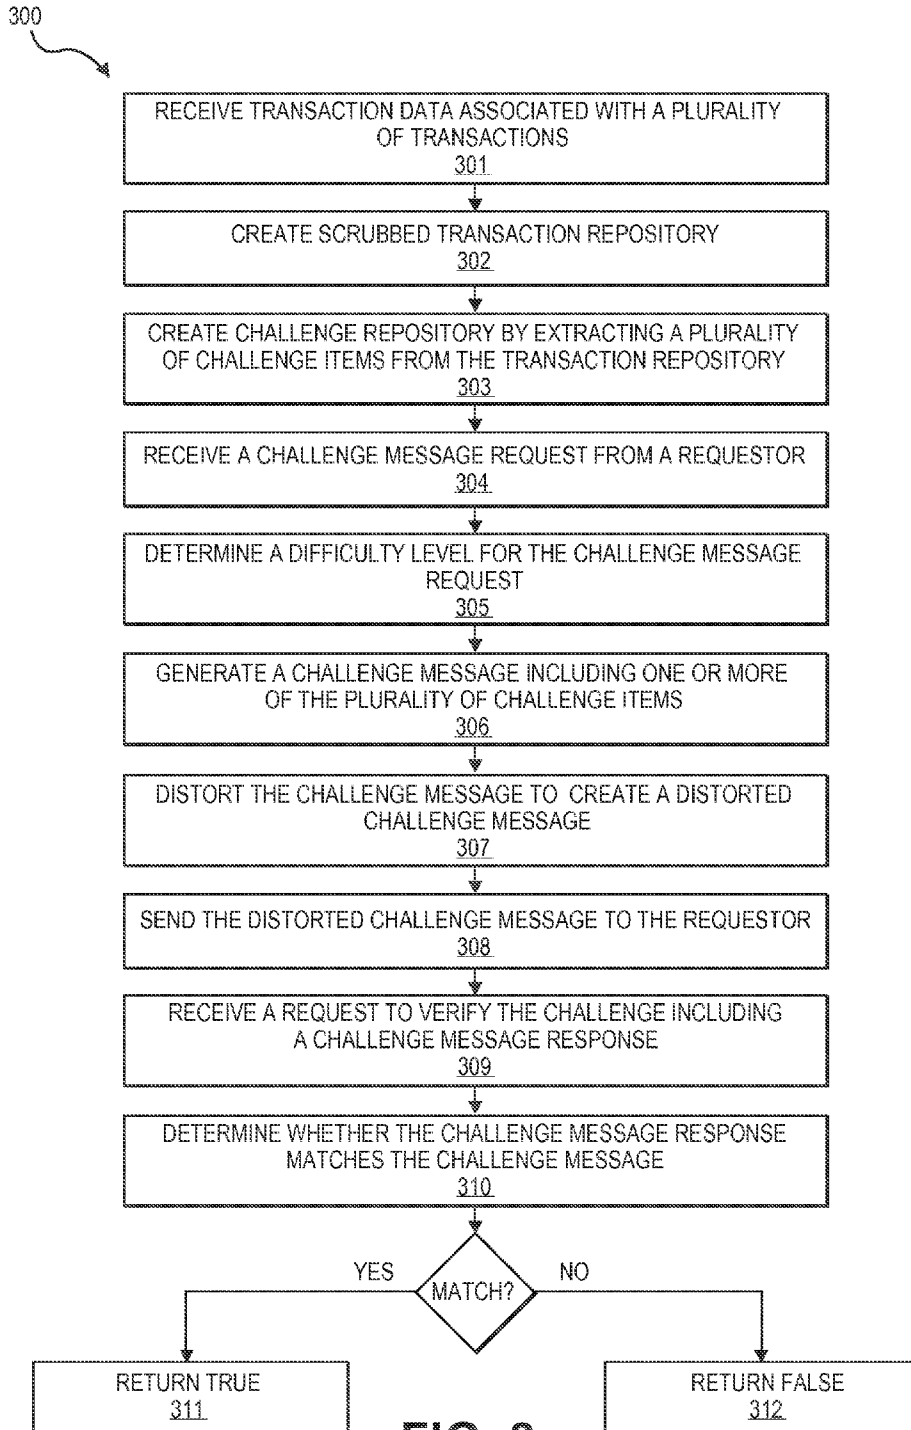 300
RECEIVE TRANSACTION DATA ASSOCIATED WITH A PLURALITY
OF TRANSACTIONS
301
CREATE SCRUBBED TRANSACTION REPOSITORY
302
CREATE CHALLENGE REPOSITORY BY EXTRACTING A PLURALITY
OF CHALLENGE ITEMS FROM THE TRANSACTION REPOSITORY
303
RECEIVE A CHALLENGE MESSAGE REQUEST FROM A REQUESTOR
304
DETERMINE A DIFFICULTY LEVEL FOR THE CHALLENGE MESSAGE
REQUEST
305
GENERATE A CHALLENGE MESSAGE INCLUDING ONE OR MORE
OF THE PLURALITY OF CHALLENGE ITEMS
306
DISTORT THE CHALLENGE MESSAGE TO CREATE A DISTORTED
CHALLENGE MESSAGE
307
SEND THE DISTORTED CHALLENGE MESSAGE TO THE REQUESTOR
308
RECEIVE A REQUEST TO VERIFY THE CHALLENGE INCLUDING
A CHALLENGE MESSAGE RESPONSE
309
DETERMINE WHETHER THE CHALLENGE MESSAGE RESPONSE
MATCHES THE CHALLENGE MESSAGE
310
YES
MATCH?
NO
RETURN TRUE
311
RETURN FALSE
312
FIG.